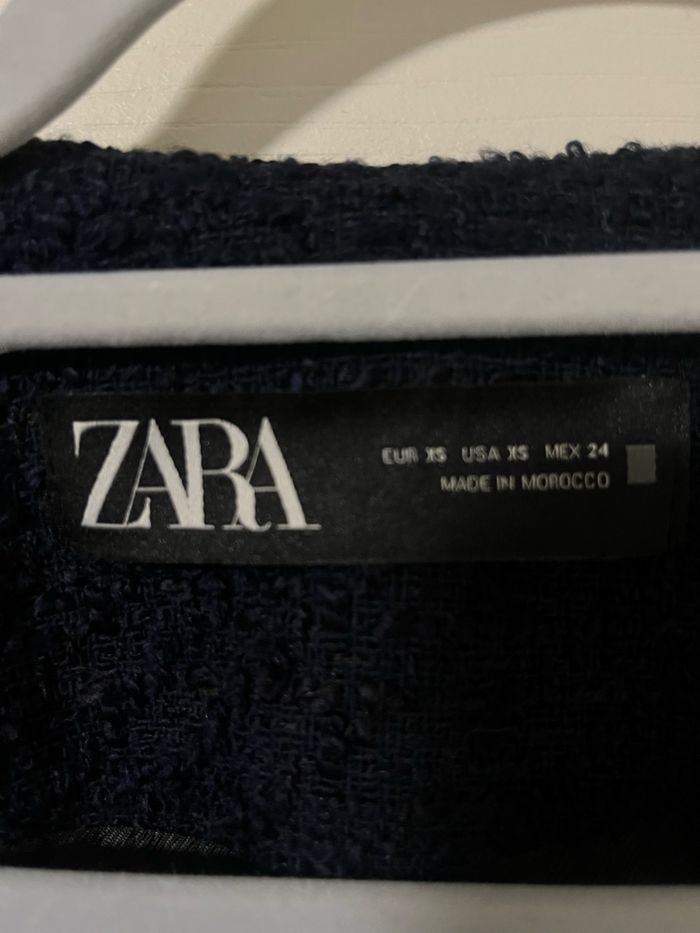 ZARA
EUR XS USA XS MEX 24
MADE IN MOROCCO